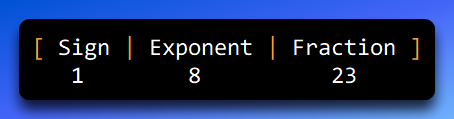 [ Sign | Exponent | Fraction ]
1 8 23